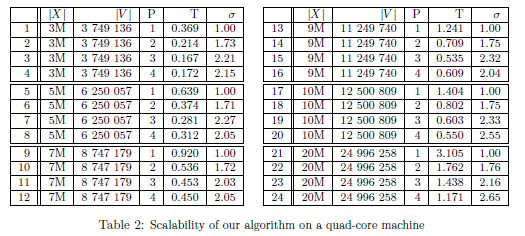 |X| |V| P T σ |X| |V| P T σ
1 3M 3 749 136 1 0.369 1.00 13 9M 11 249 740 1 1.241 1.00
2 3M 3 749 136 2 0.214 1.73 14 9M 11 249 740 2 0.709 1.75
3 3M 3 749 136 3 0.167 2.21 15 9M 11 249 740 3 0.535 2.32
4 3M 3 749 136 4 0.172 2.15 16 9M 11 249 740 4 0.609 2.04
5 5M 6 250 057 1 0.639 1.00 17 10M 12 500 809 1 1.404 1.00
6 5M 6 250 057 2 0.374 1.71 18 10M 12 500 809 2 0.802 1.75
7 5M 6 250 057 3 0.281 2.27 19 10M 12 500 809 3 0.603 2.33
8 5M 6 250 057 4 0.312 2.05 20 10M 12 500 809 4 0.550 2.55
9 7M 8 747 179 1 0.920 1.00 21 20M 24 996 258 1 3.105 1.00
10 7M 8 747 179 2 0.536 1.72 22 20M 24 996 258 2 1.762 1.76
11 7M 8 747 179 3 0.453 2.03 23 20M 24 996 258 3 1.438 2.16
12 7M 8 747 179 4 0.450 2.05 24 20M 24 996 258 4 1.171 2.65
Table 2: Scalability of our algorithm on a quad-core machine